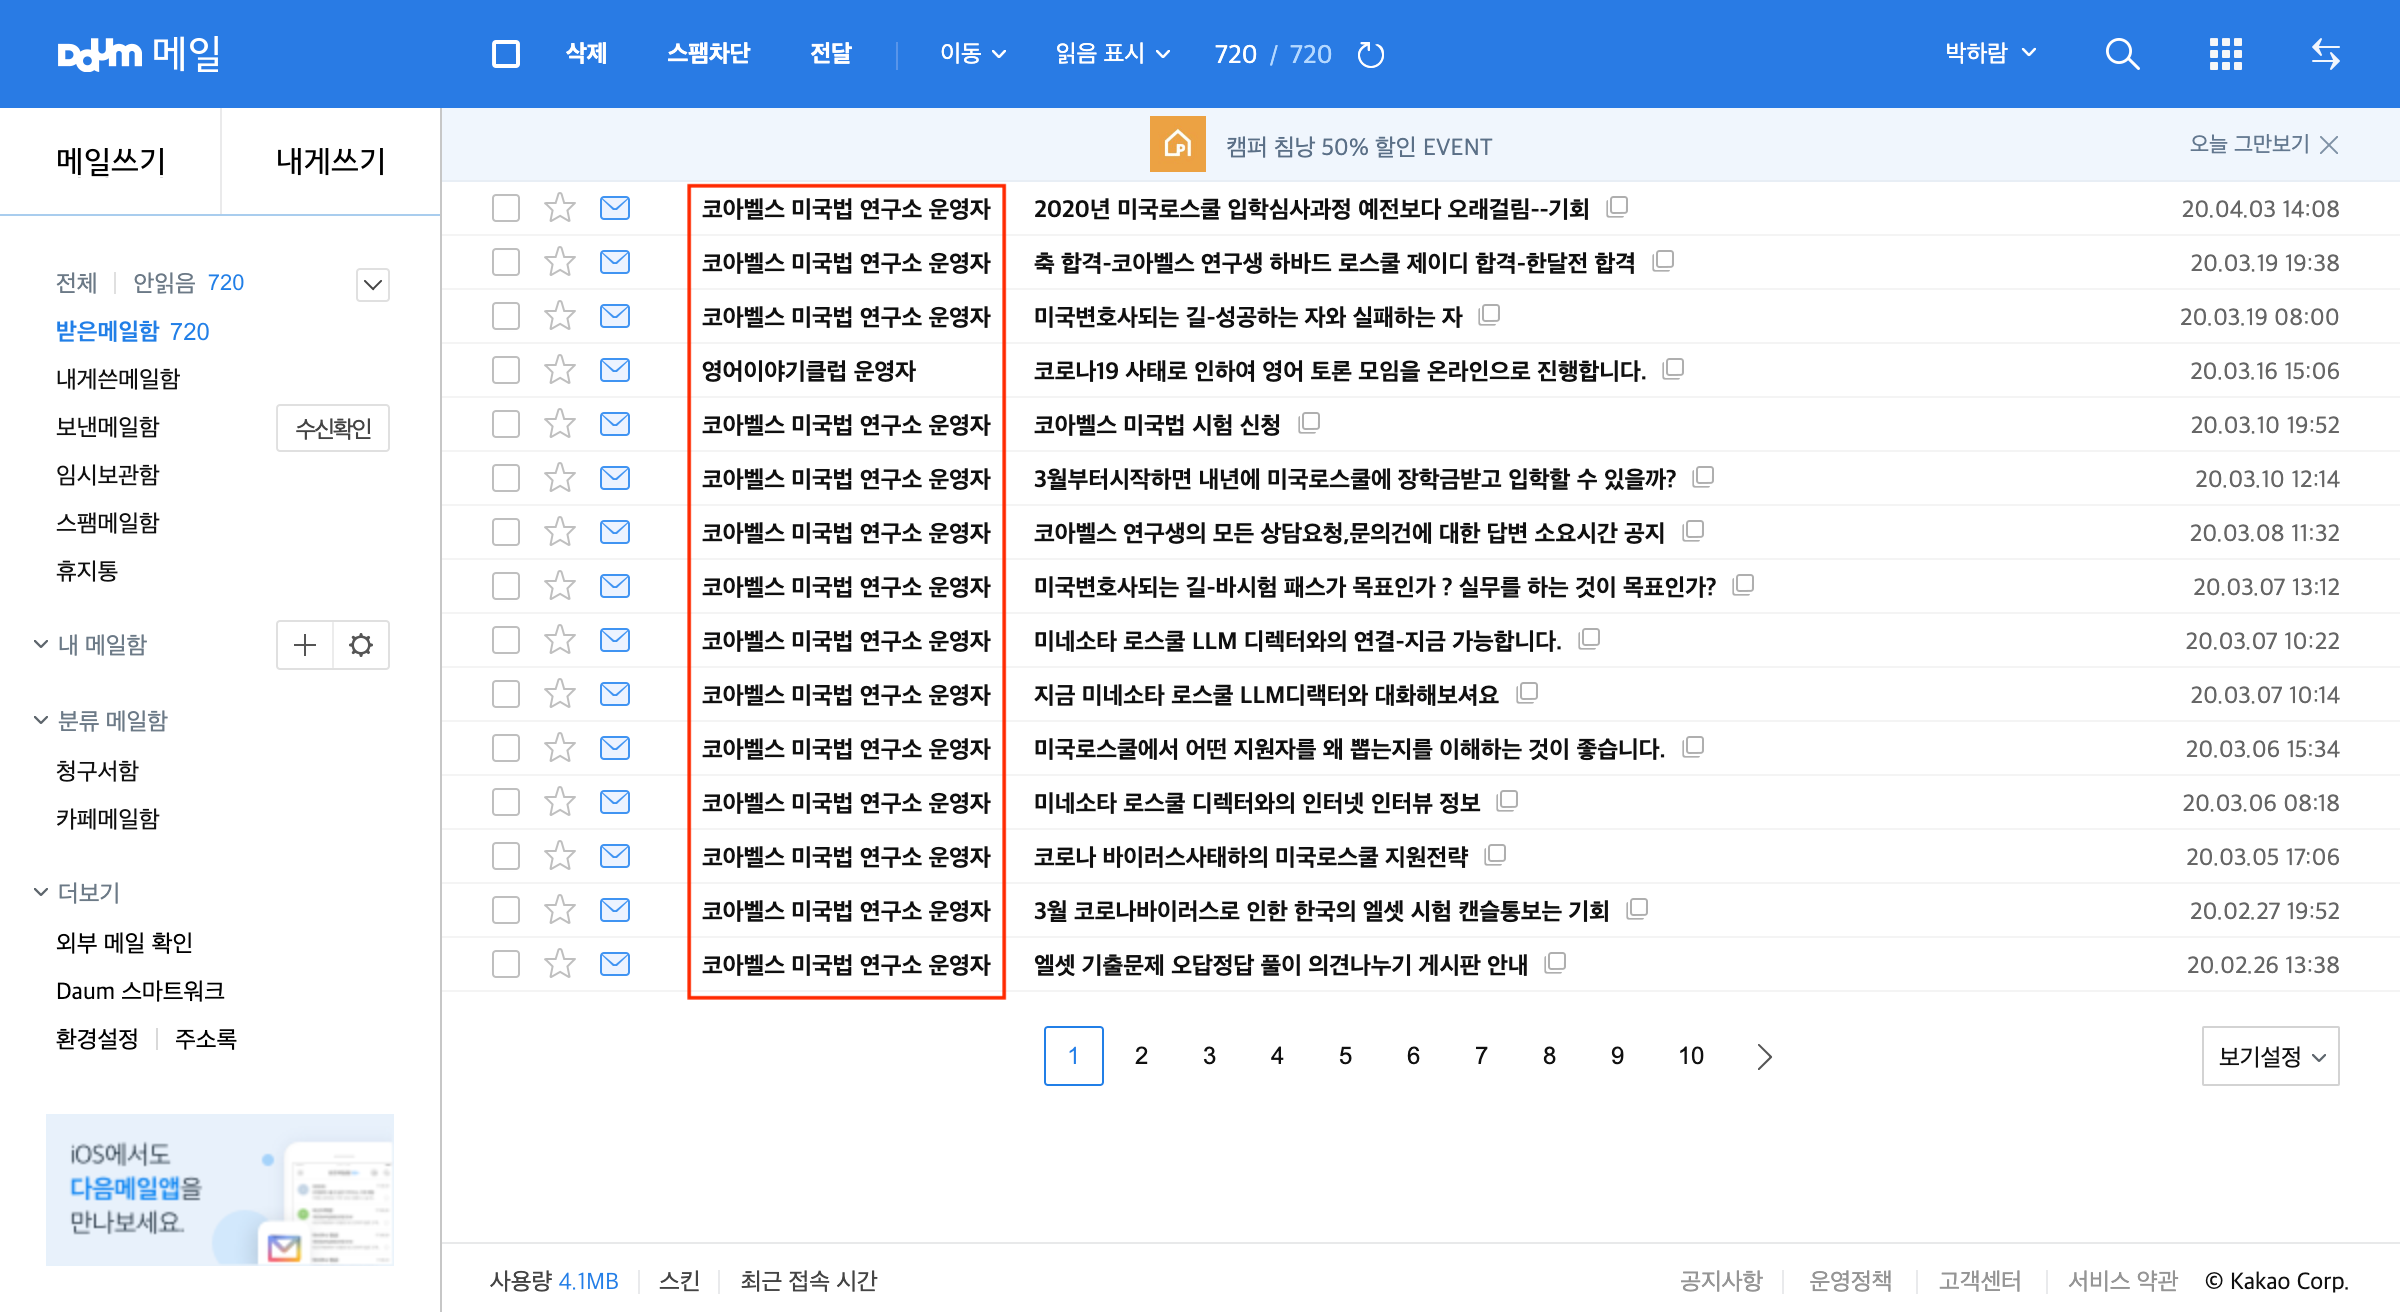 Daum 메일
삭제 스팸차단 전달 이동 읽음 표시 720 / 720
박하람
메일쓰기 내게쓰기
캠퍼 침낭 50% 할인 EVENT
오늘 그만보기
전체 안읽음 720
받은메일함 720
내게쓴메일함
보낸메일함 수신확인
임시보관함
스팸메일함
휴지통
내 메일함
분류 메일함
청구서함
카페메일함
더보기
외부 메일 확인
Daum 스마트워크
환경설정 주소록
iOS에서도
다음메일앱을
만나보세요.
코아벨스 미국법 연구소 운영자 2020년 미국로스쿨 입학심사과정 예전보다 오래걸림--기회 20.04.03 14:08
코아벨스 미국법 연구소 운영자 축 합격-코아벨스 연구생 하바드 로스쿨 제이디 합격-한달전 합격 20.03.19 19:38
코아벨스 미국법 연구소 운영자 미국변호사되는 길-성공하는 자와 실패하는 자 20.03.19 08:00
영어이야기클럽 운영자 코로나19 사태로 인하여 영어 토론 모임을 온라인으로 진행합니다. 20.03.16 15:06
코아벨스 미국법 연구소 운영자 코아벨스 미국법 시험 신청 20.03.10 19:52
코아벨스 미국법 연구소 운영자 3월부터시작하면 내년에 미국로스쿨에 장학금받고 입학할 수 있을까? 20.03.10 12:14
코아벨스 미국법 연구소 운영자 코아벨스 연구생의 모든 상담요청,문의건에 대한 답변 소요시간 공지 20.03.08 11:32
코아벨스 미국법 연구소 운영자 미국변호사되는 길-바시험 패스가 목표인가 ? 실무를 하는 것이 목표인가? 20.03.07 13:12
코아벨스 미국법 연구소 운영자 미네소타 로스쿨 LLM 디렉터와의 연결-지금 가능합니다. 20.03.07 10:22
코아벨스 미국법 연구소 운영자 지금 미네소타 로스쿨 LLM디랙터와 대화해보셔요 20.03.07 10:14
코아벨스 미국법 연구소 운영자 미국로스쿨에서 어떤 지원자를 왜 뽑는지를 이해하는 것이 좋습니다. 20.03.06 15:34
코아벨스 미국법 연구소 운영자 미네소타 로스쿨 디렉터와의 인터넷 인터뷰 정보 20.03.06 08:18
코아벨스 미국법 연구소 운영자 코로나 바이러스사태하의 미국로스쿨 지원전략 20.03.05 17:06
코아벨스 미국법 연구소 운영자 3월 코로나바이러스로 인한 한국의 엘셋 시험 캔슬통보는 기회 20.02.27 19:52
코아벨스 미국법 연구소 운영자 엘셋 기출문제 오답정답 풀이 의견나누기 게시판 안내 20.02.26 13:38
1 2 3 4 5 6 7 8 9 10
보기설정
사용량 4.1MB 스킨 최근 접속 시간
공지사항 운영정책 고객센터 서비스 약관 © Kakao Corp.